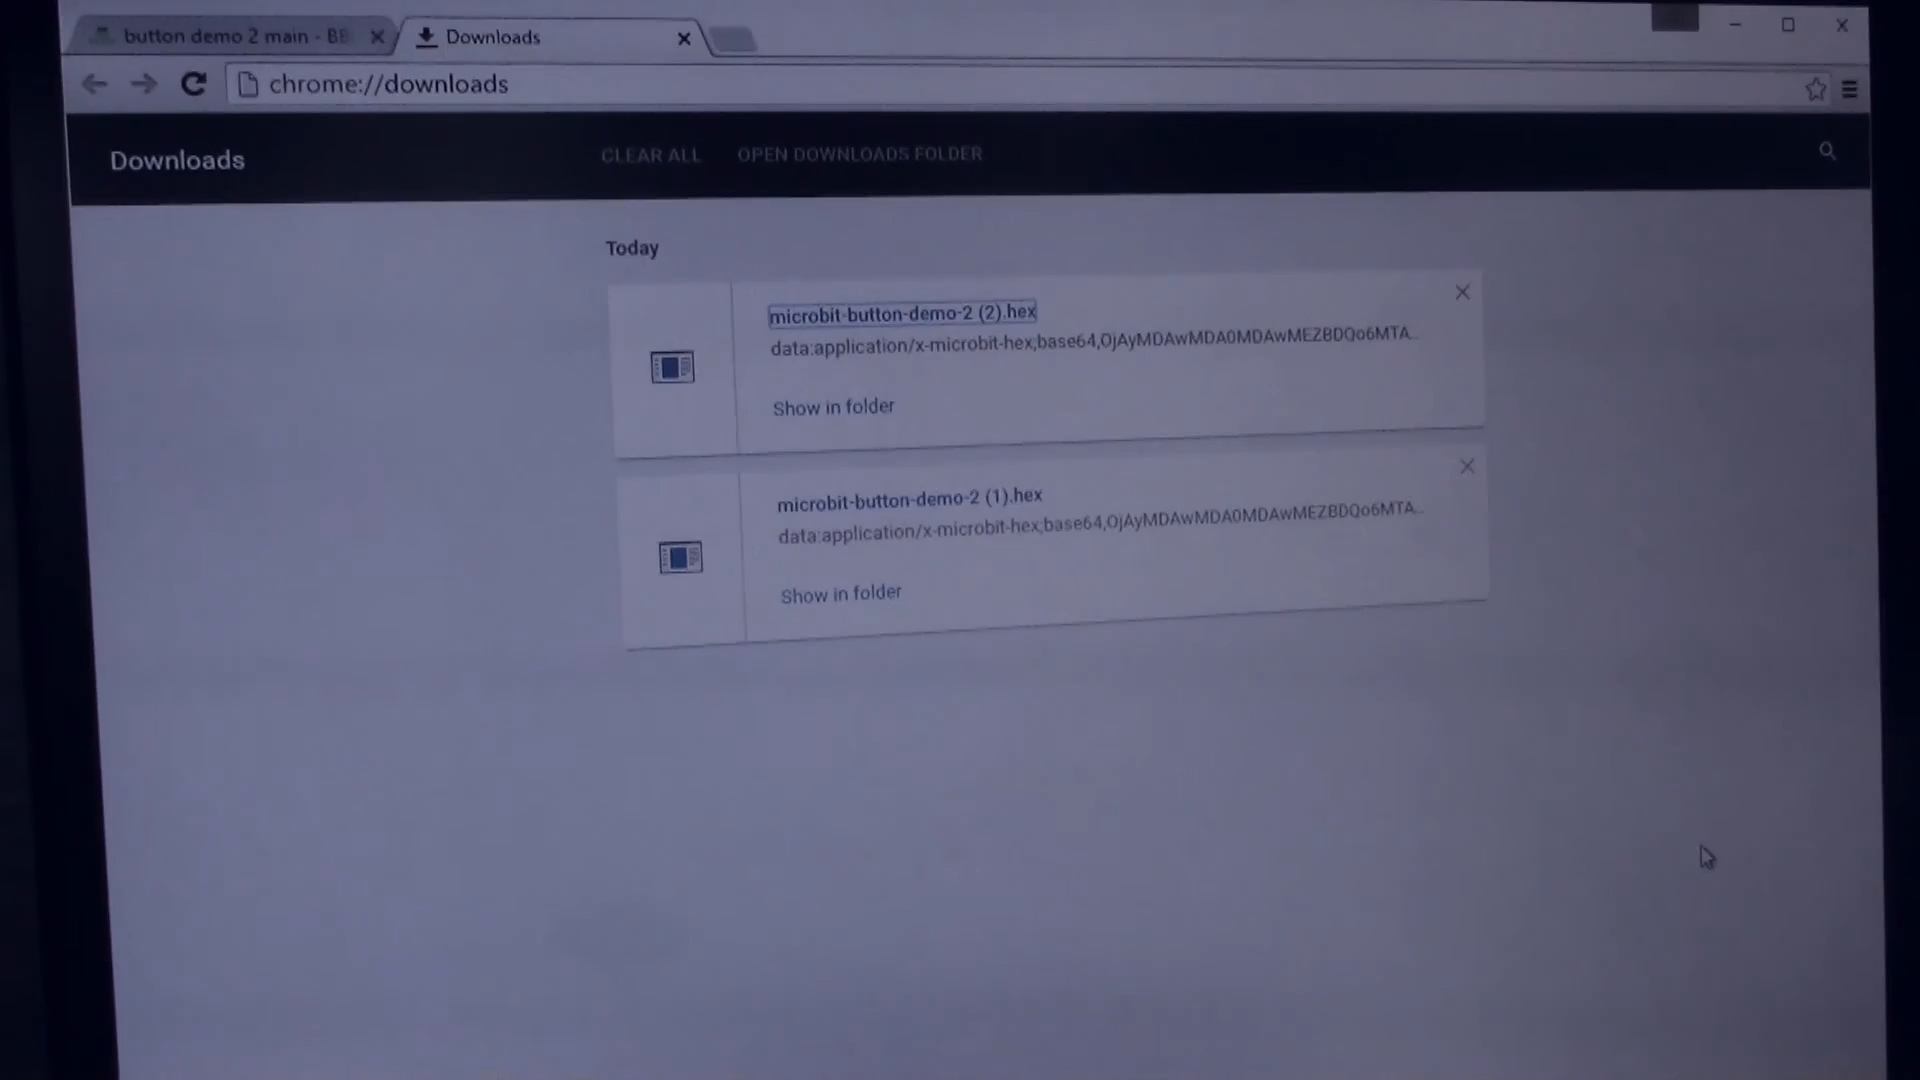 button demo 2 main - BB
Downloads
chrome://downloads
Downloads
CLEAR ALL
OPEN DOWNLOADS FOLDER
Today
microbit-button-demo-2 (2).hex
data:application/x-microbit-hex;base64,OjAyMDAwMDA0MDAwMEZBDQo6MTA...
Show in folder
microbit-button-demo-2 (1).hex
data:application/x-microbit-hex;base64,OjAyMDAwMDA0MDAwMEZBDQo6MTA...
Show in folder